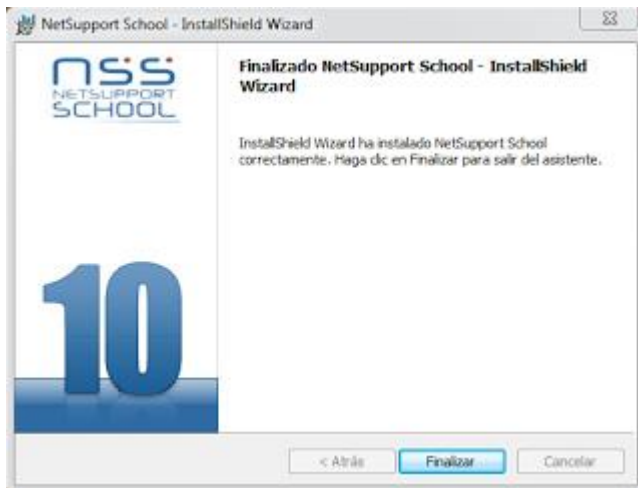 NetSupport School - InstallShield Wizard
nss
NETSUPPORT
SCHOOL
10
Finalizado NetSupport School - InstallShield
Wizard
InstallShield Wizard ha instalado NetSupport School
correctamente. Haga clic en Finalizar para salir del asistente.
< Atrás
Finalizar
Cancelar